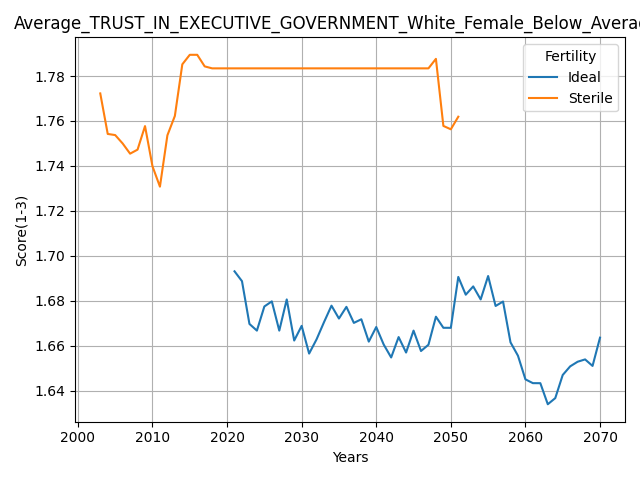 Average_TRUST_IN_EXECUTIVE_GOVERNMENT_White_Female_Below_Avera
Fertility
Ideal
Sterile
Score(1-3)
1.78
1.76
1.74
1.72
1.70
1.68
1.66
1.64
2000 2010 2020 2030 2040 2050 2060 2070
Years